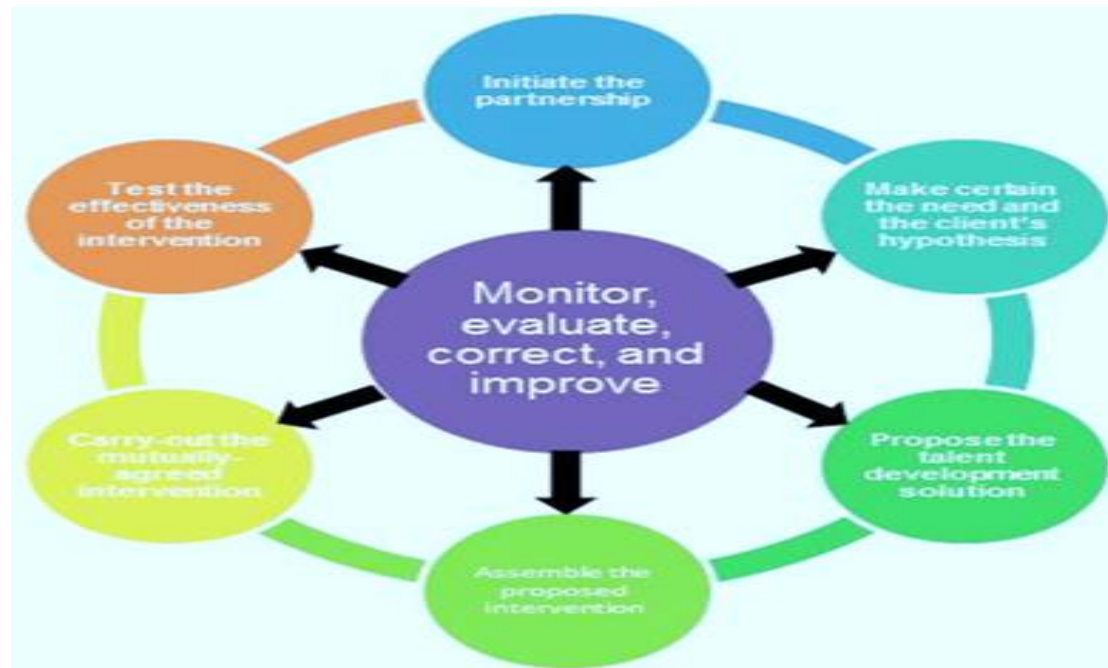 Initiate the
partnership
Make certain
the need and
the client's
hypothesis
Propose the
talent
development
solution
Assemble the
proposed
intervention
Carry-out the
mutually-
agreed
intervention
Test the
effectiveness
of the
intervention
Monitor,
evaluate,
correct, and
improve